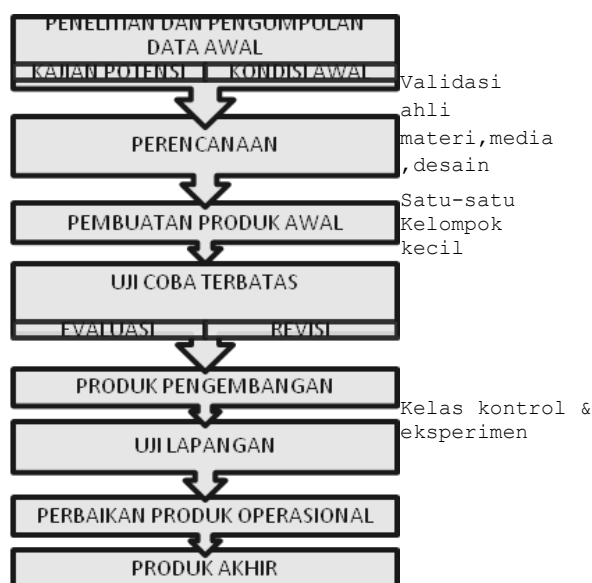 PENELITIAN DAN PENGUMPULAN
DATA AWAL
KAJIAN POTENSI KONDISI AWAL
Validasi
ahli
materi,media
,desain
PERENCANAAN
Satu-satu
Kelompok
kecil
PEMBUATAN PRODUK AWAL
UJI COBA TERBATAS
EVALUASI REVISI
PRODUK PENGEMBANGAN
Kelas kontrol &
eksperimen
UJI LAPANGAN
PERBAIKAN PRODUK OPERASIONAL
PRODUK AKHIR